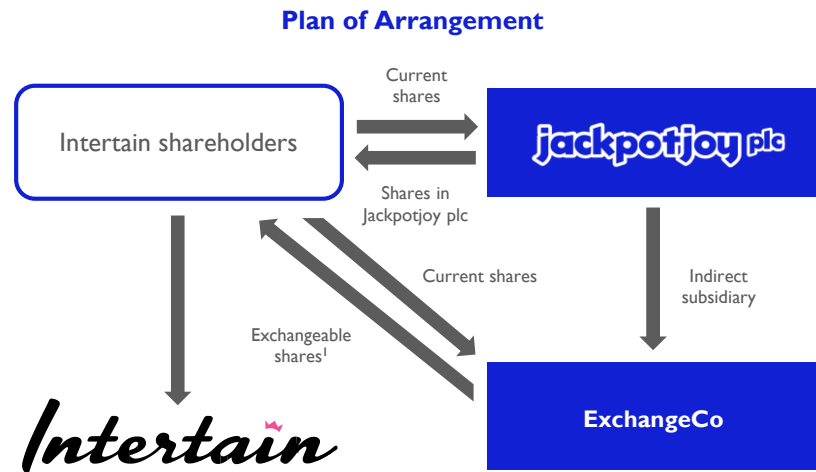 Plan of Arrangement
Current
shares
Intertain shareholders
jackpotjoy plc
Shares in
Jackpotjoy plc
Current shares
Indirect
subsidiary
Exchangeable
shares¹
ExchangeCo
Intertain